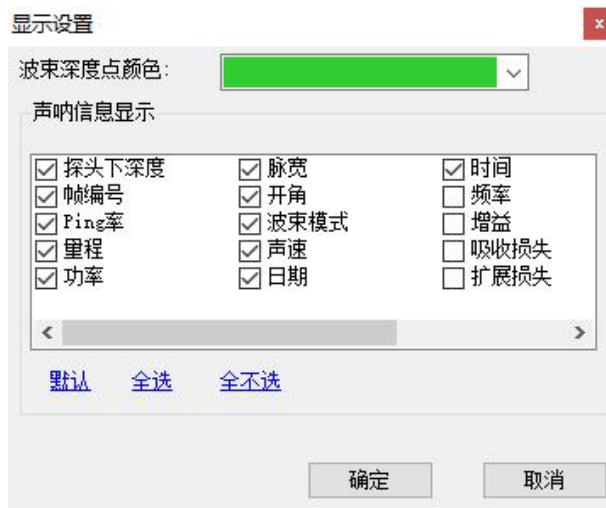 显示设置
波束深度点颜色：
声呐信息显示
探头下深度 脉宽 时间
帧编号 开角 频率
Ping率 波束模式 增益
量程 声速 吸收损失
功率 日期 扩展损失
默认 全选 全不选
确定 取消